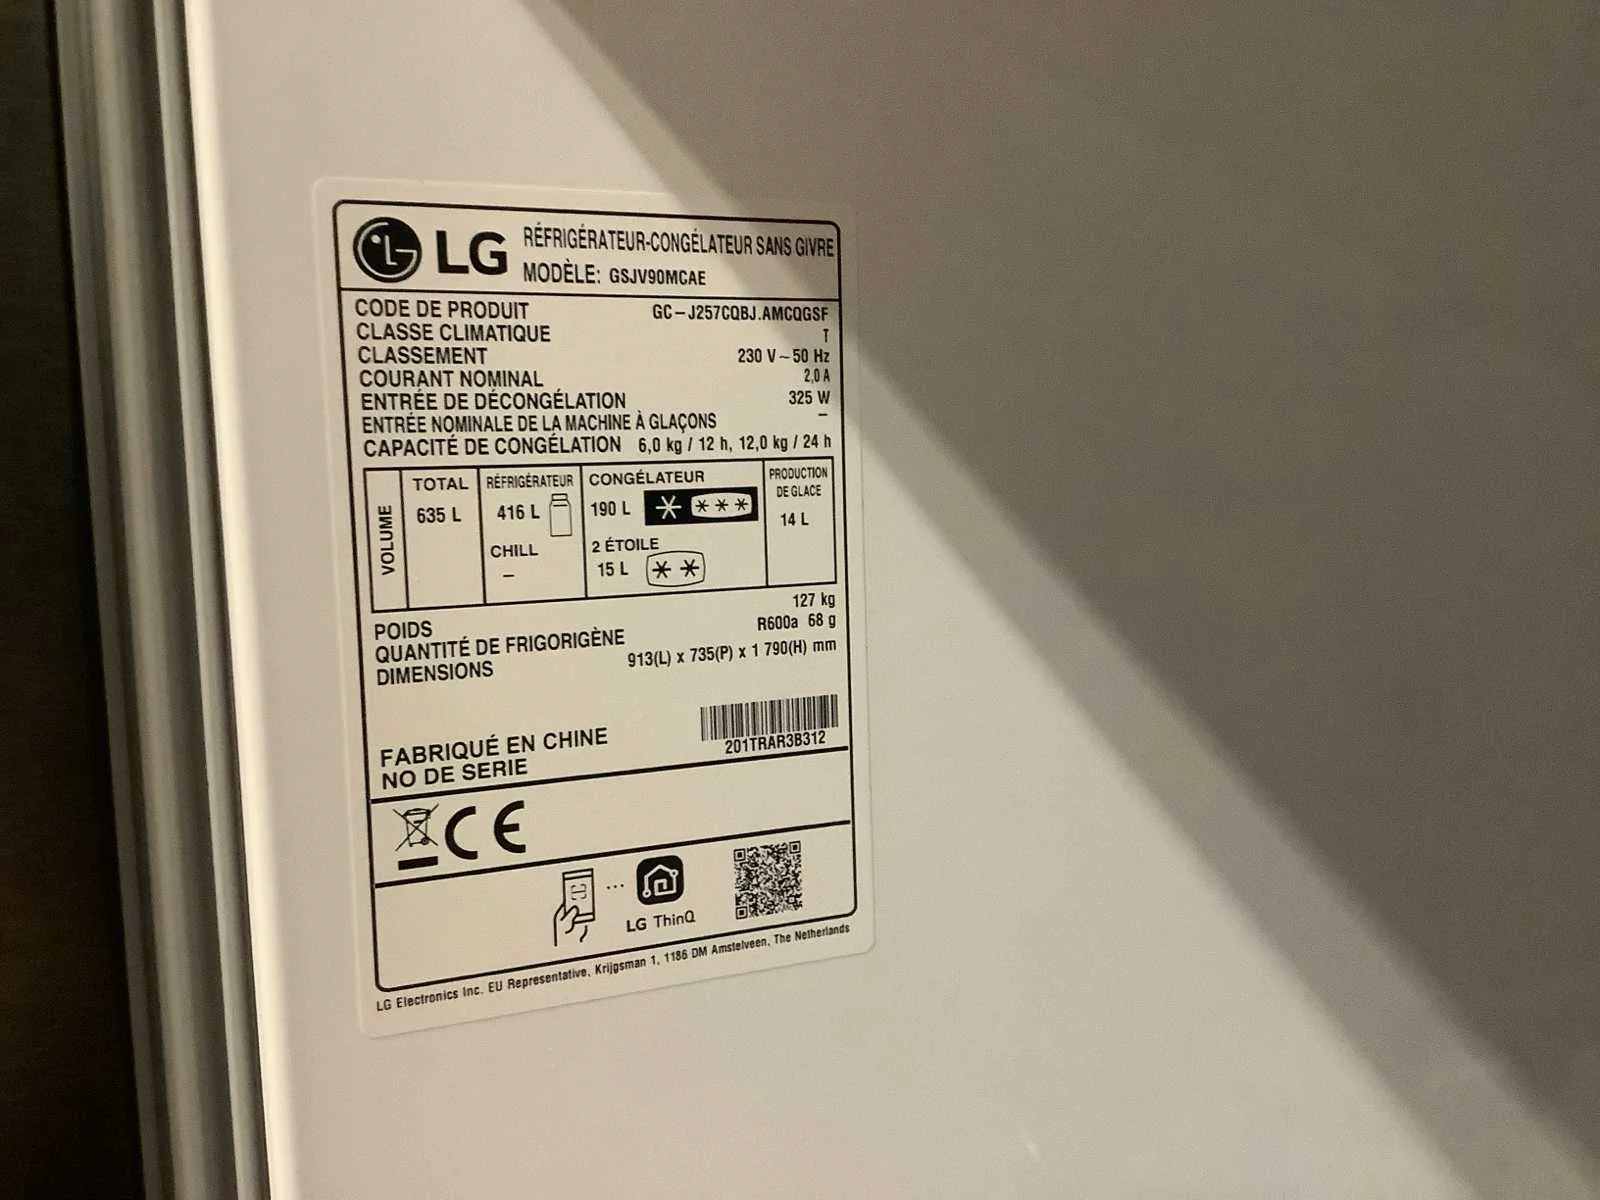 LG
RÉFRIGÉRATEUR-CONGÉLATEUR SANS GIVRE
MODÈLE: GSJV90MCAE
CODE DE PRODUIT GC-J257CQBJ.AMCQGSF
CLASSE CLIMATIQUE T
CLASSEMENT 230 V~50 Hz
COURANT NOMINAL 2,0 A
ENTRÉE DE DÉCONGÉLATION 325 W
ENTRÉE NOMINALE DE LA MACHINE À GLAÇONS –
CAPACITÉ DE CONGÉLATION 6,0 kg / 12 h, 12,0 kg / 24 h
VOLUME
TOTAL
635 L
RÉFRIGÉRATEUR
416 L
CHILL
–
CONGÉLATEUR
190 L
2 ÉTOILE
15 L
PRODUCTION
DE GLACE
14 L
POIDS 127 kg
QUANTITÉ DE FRIGORIGÈNE R600a 68 g
DIMENSIONS 913(L) x 735(P) x 1 790(H) mm
FABRIQUÉ EN CHINE
NO DE SERIE 201TRAR3B312
CE
LG ThinQ
LG Electronics Inc. EU Representative, Krijgsman 1, 1186 DM Amstelveen, The Netherlands